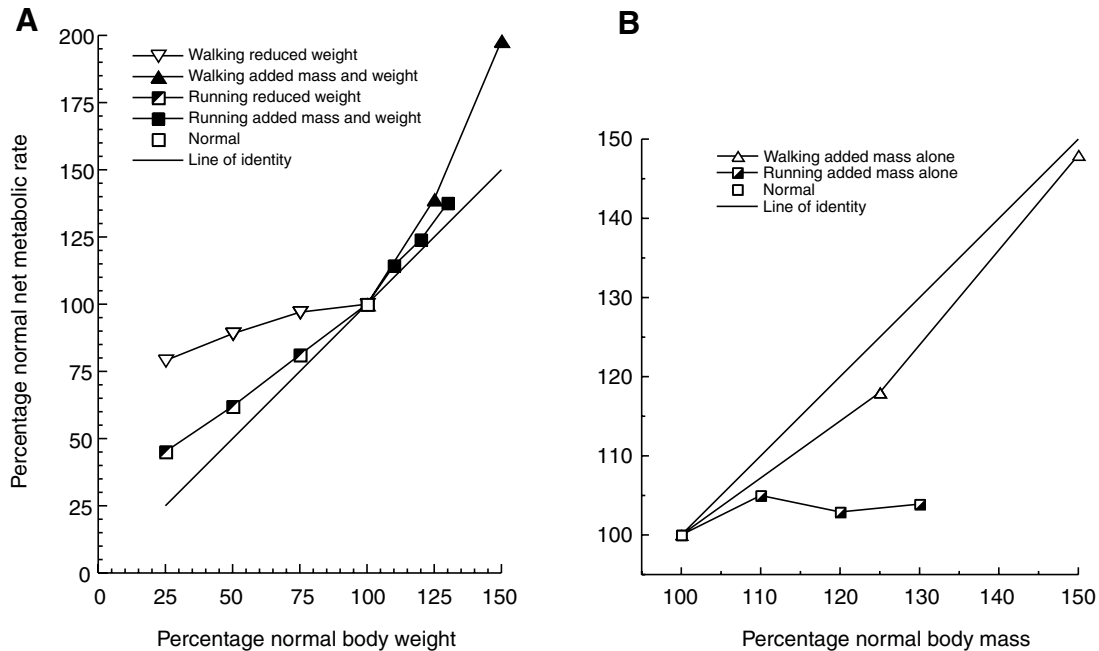 A
Percentage normal net metabolic rate
200
175
150
125
100
75
50
25
0
Walking reduced weight
Walking added mass and weight
Running reduced weight
Running added mass and weight
Normal
Line of identity
0 25 50 75 100 125 150
Percentage normal body weight
B
150
140
130
120
110
100
Walking added mass alone
Running added mass alone
Normal
Line of identity
100 110 120 130 140 150
Percentage normal body mass